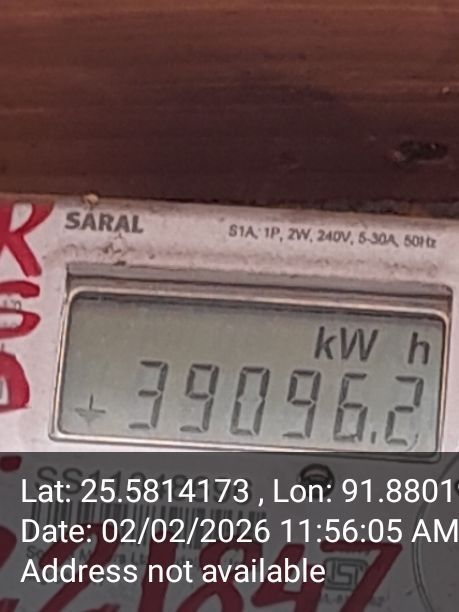 SARAL
S1A, 1P, 2W, 240V, 5-30A, 50Hz
kW h
39096.2
Lat: 25.5814173 , Lon: 91.8801
Date: 02/02/2026 11:56:05 AM
Address not available